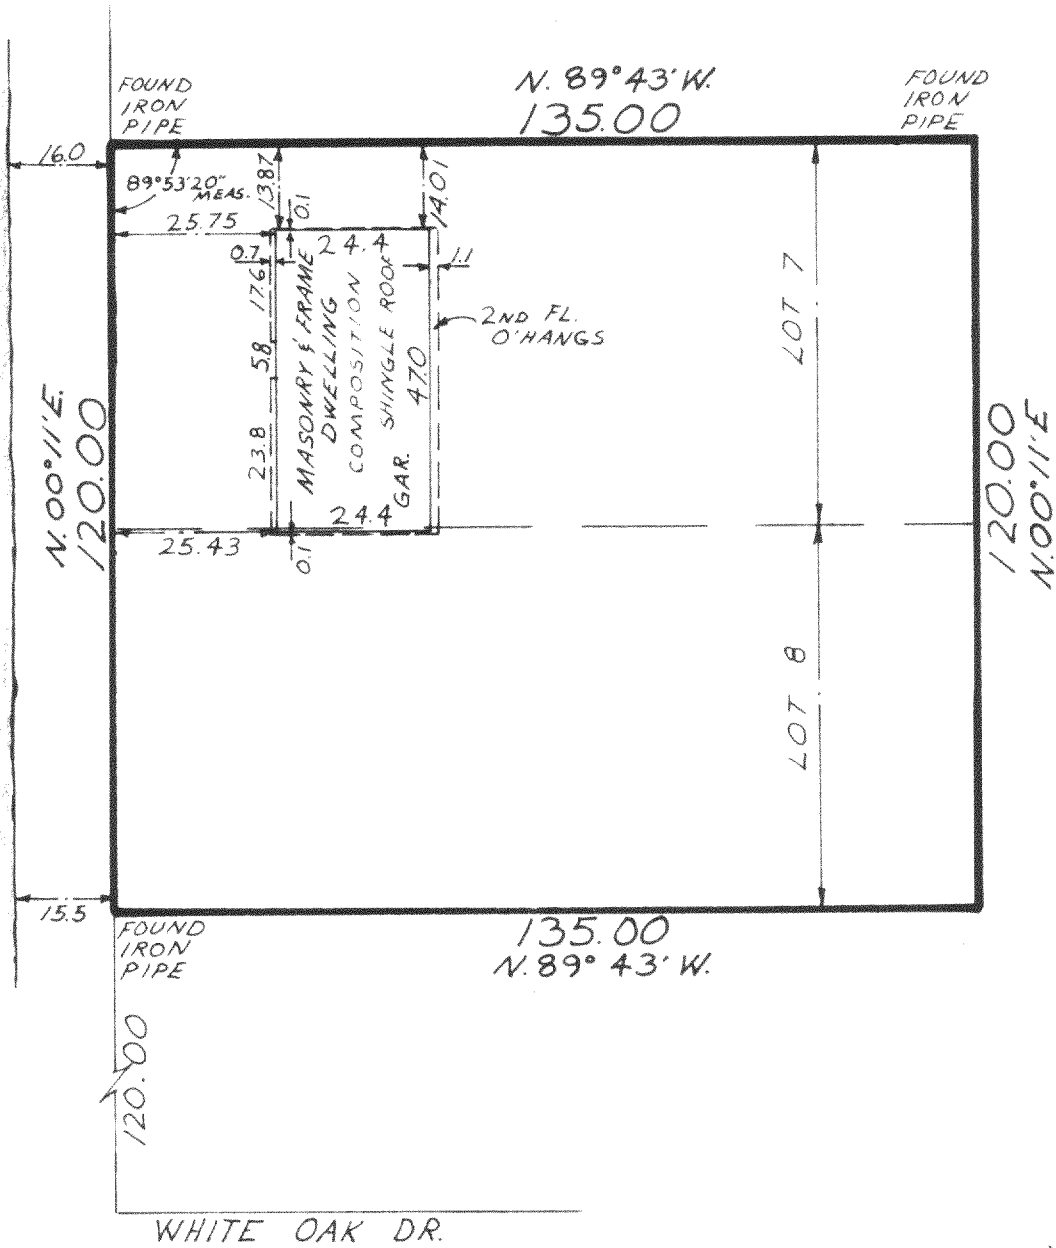 FOUND
IRON
PIPE
N. 89°43'W.
135.00
FOUND
IRON
PIPE
16.0
89°53'20"
MEAS.
13.87
14.01
0.1
25.75
24.4
0.7
1.1
17.6
5.8
23.8
MASONRY & FRAME
DWELLING
COMPOSITION
SHINGLE ROOF
47.0
GAR.
2ND FL.
O'HANGS
LOT 7
N.00°11'E.
120.00
120.00
N.00°11'E
24.4
25.43
0.1
LOT 8
15.5
FOUND
IRON
PIPE
135.00
N.89° 43' W.
120.00
WHITE OAK DR.